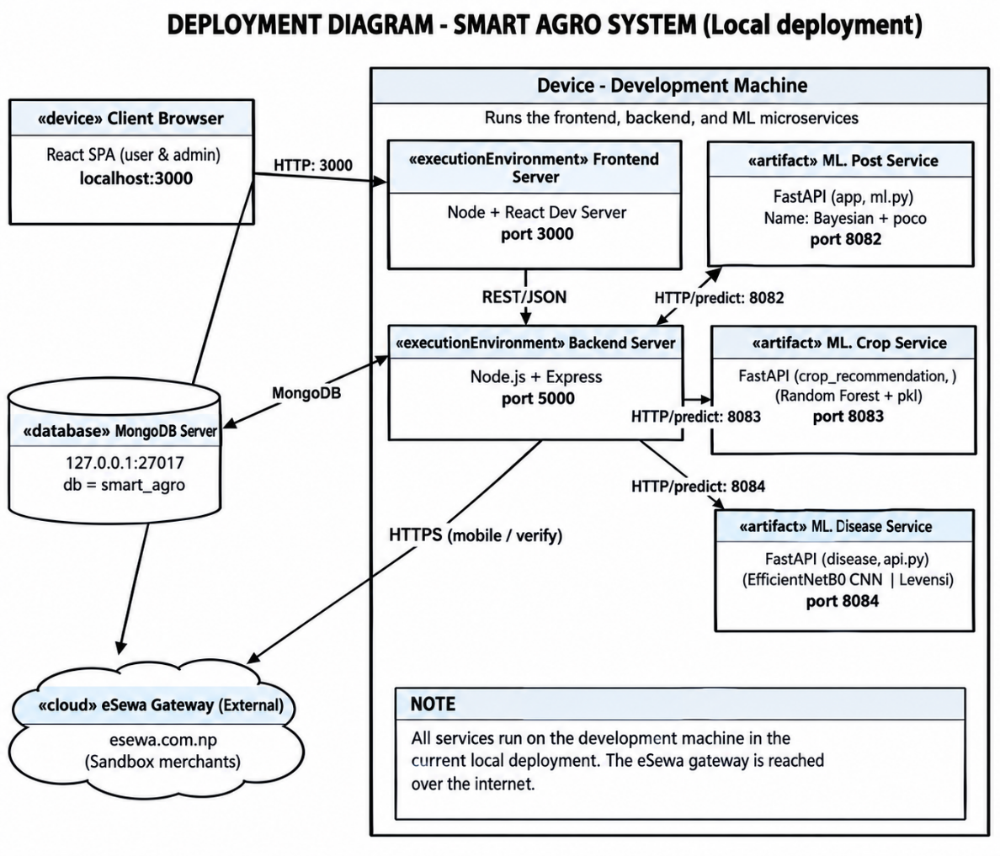 DEPLOYMENT DIAGRAM - SMART AGRO SYSTEM (Local deployment)
Device - Development Machine
Runs the frontend, backend, and ML microservices
«device» Client Browser
React SPA (user & admin)
localhost:3000
HTTP: 3000
«executionEnvironment» Frontend
Server
Node + React Dev Server
port 3000
«artifact» ML. Post Service
FastAPI (app, ml.py)
Name: Bayesian + poco
port 8082
REST/JSON
HTTP/predict: 8082
«executionEnvironment» Backend Server
Node.js + Express
port 5000
«artifact» ML. Crop Service
FastAPI (crop_recommendation, )
(Random Forest + pkl)
port 8083
HTTP/predict: 8083
MongoDB
«database» MongoDB Server
127.0.0.1:27017
db = smart_agro
HTTP/predict: 8084
«artifact» ML. Disease Service
FastAPI (disease, api.py)
(EfficientNetB0 CNN | Levensi)
port 8084
HTTPS (mobile / verify)
«cloud» eSewa Gateway (External)
esewa.com.np
(Sandbox merchants)
NOTE
All services run on the development machine in the
current local deployment. The eSewa gateway is reached
over the internet.